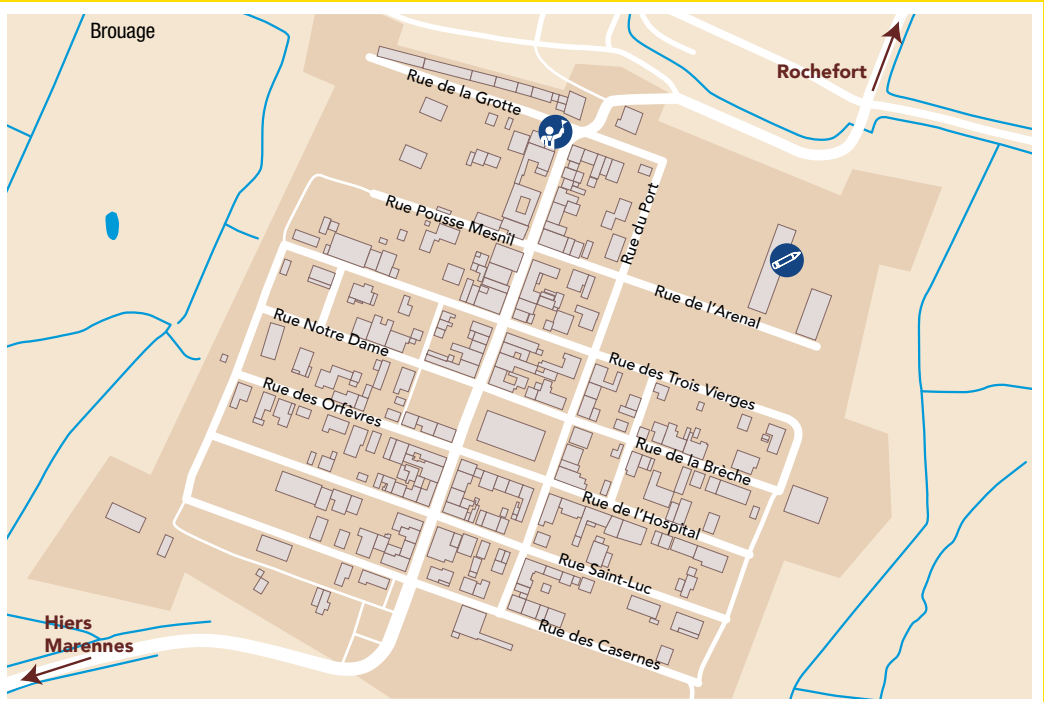 Brouage
Rochefort
Rue de la Grotte
Rue du Port
Rue Pousse Mesnil
Rue de l'Arenal
Rue Notre Dame
Rue des Trois Vierges
Rue des Orfèvres
Rue de la Brèche
Rue de l'Hospital
Rue Saint-Luc
Rue des Casernes
Hiers
Marennes